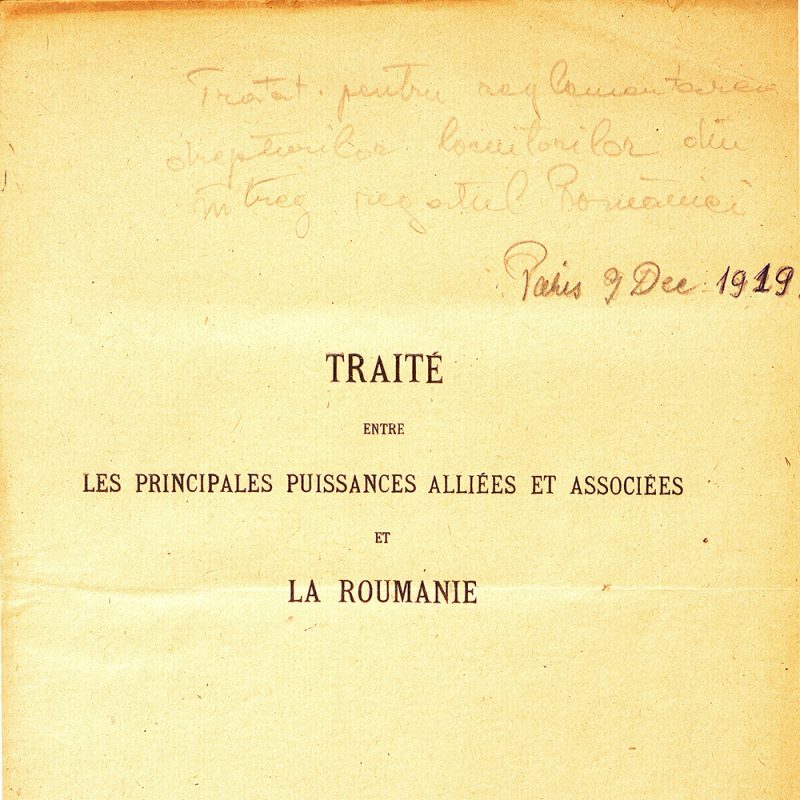 Tratat pentru reglementarea
drepturilor locuitorilor din
întreg regatul României
Paris 9 Dec. 1919.
TRAITÉ
ENTRE
LES PRINCIPALES PUISSANCES ALLIÉES ET ASSOCIÉES
ET
LA ROUMANIE